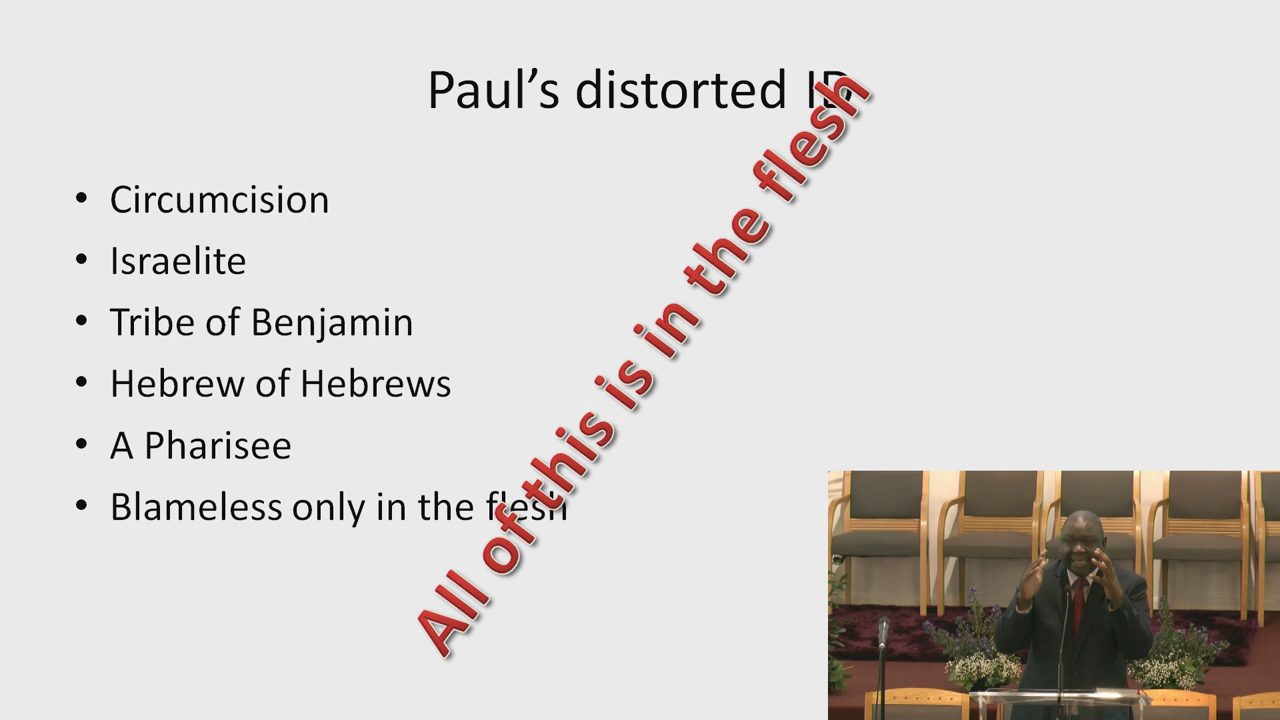 Paul's distorted ID
• Circumcision
• Israelite
• Tribe of Benjamin
• Hebrew of Hebrews
• A Pharisee
• Blameless only in the flesh
All of this is in the flesh